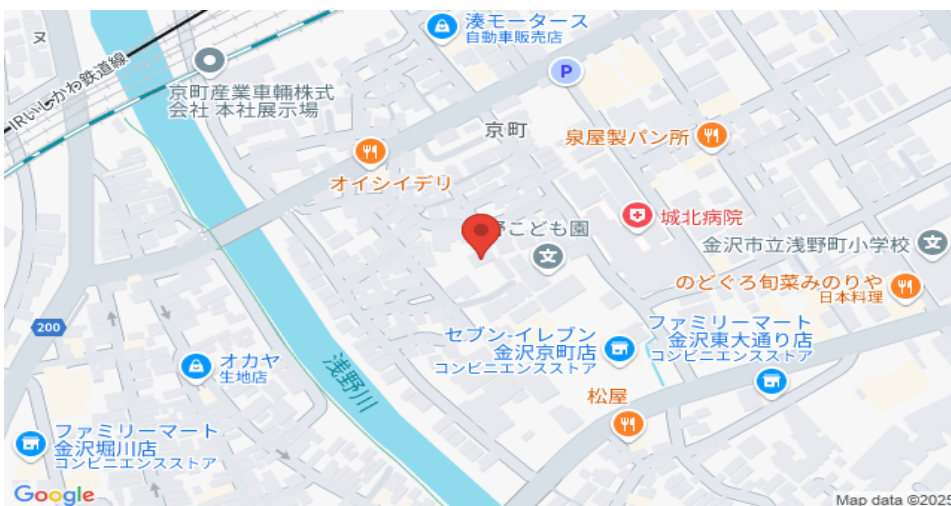 湊モータース
自動車販売店
ヌ
IRいしかわ鉄道線
P
京町産業車輛株式
会社 本社展示場
京町
泉屋製パン所
オイシイデリ
野こども園
城北病院
金沢市立浅野町小学校
のどぐろ旬菜みのりや
日本料理
200
セブン-イレブン
金沢京町店
コンビニエンスストア
ファミリーマート
金沢東大通り店
コンビニエンスストア
オカヤ
生地店
浅野川
松屋
ファミリーマート
金沢堀川店
コンビニエンスストア
Google
Map data ©2025